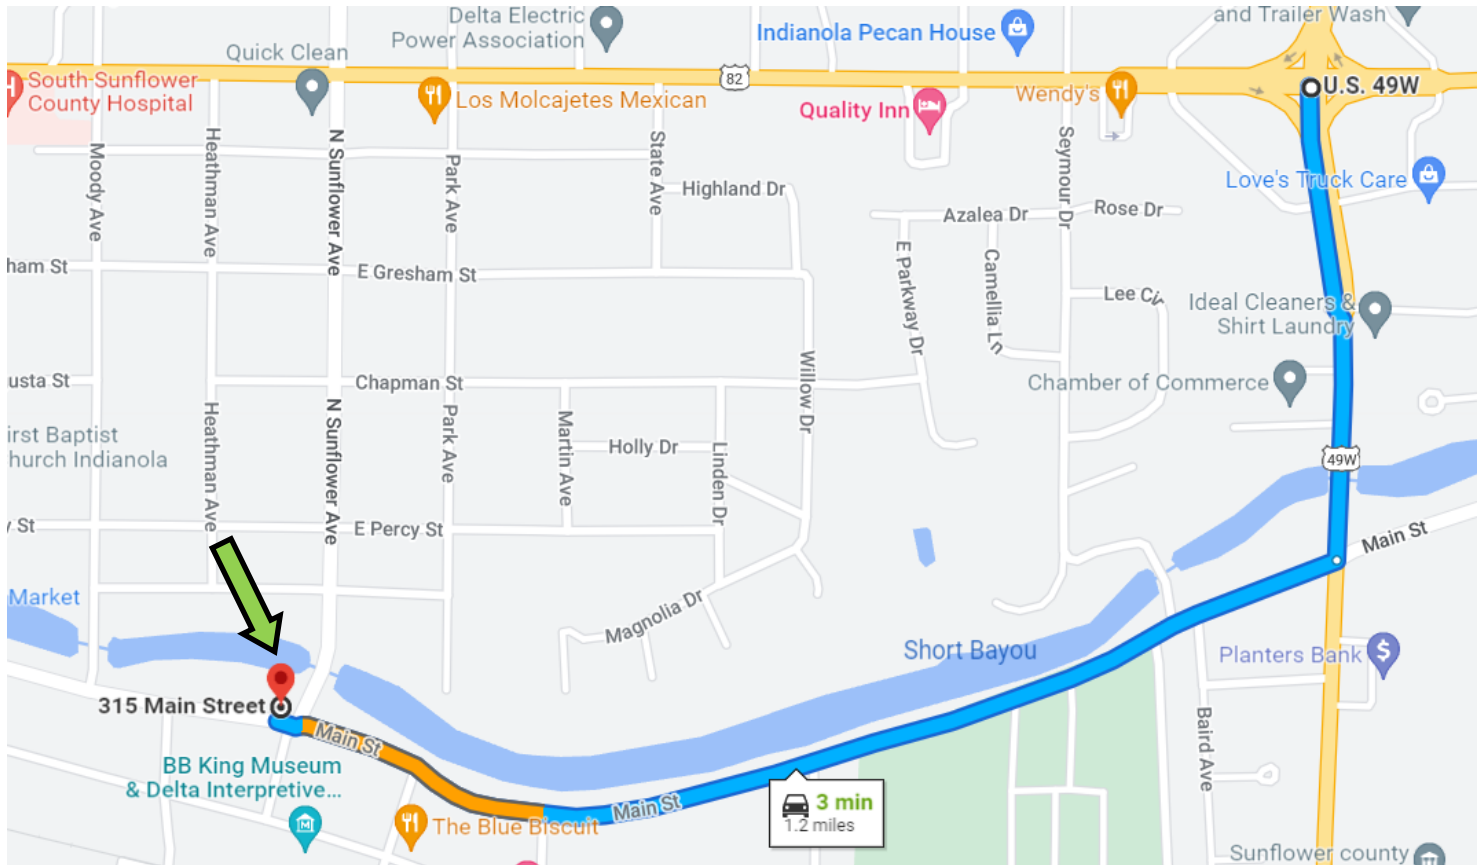 and Trailer Wash
Delta Electric
Power Association
Indianola Pecan House
Quick Clean
82
H
South Sunflower
County Hospital
Los Molcajetes Mexican
Quality Inn
Wendy's
U.S. 49W
Love's Truck Care
Moody Ave
Heathman Ave
N Sunflower Ave
Park Ave
State Ave
Highland Dr
Seymour Dr
Azalea Dr
Rose Dr
E Parkway Dr
Camellia Ln
Lee Cir
ham St
E Gresham St
Ideal Cleaners &
Shirt Laundry
Willow Dr
usta St
Chapman St
Chamber of Commerce
Heathman Ave
N Sunflower Ave
Park Ave
Martin Ave
Holly Dr
Linden Dr
irst Baptist
hurch Indianola
49W
y St
E Percy St
Main St
Market
Magnolia Dr
Short Bayou
Planters Bank
$
315 Main Street
Main St
Baird Ave
BB King Museum
& Delta Interpretive...
M
Main St
3 min
1.2 miles
The Blue Biscuit
Sunflower county